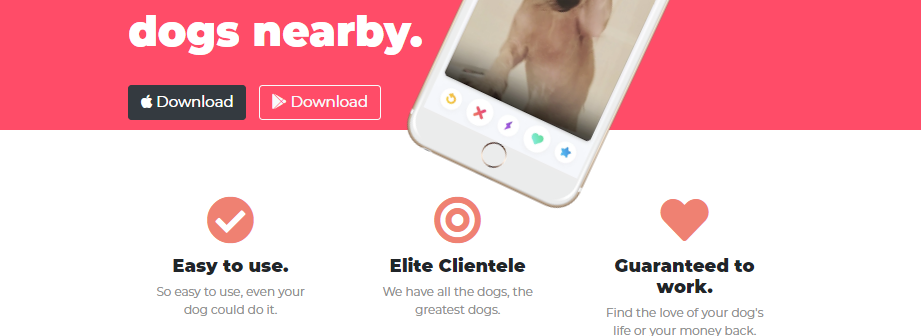 dogs nearby.
Download Download
Easy to use.
So easy to use, even your
dog could do it.
Elite Clientele
We have all the dogs, the
greatest dogs.
Guaranteed to
work.
Find the love of your dog's
life or your money back.